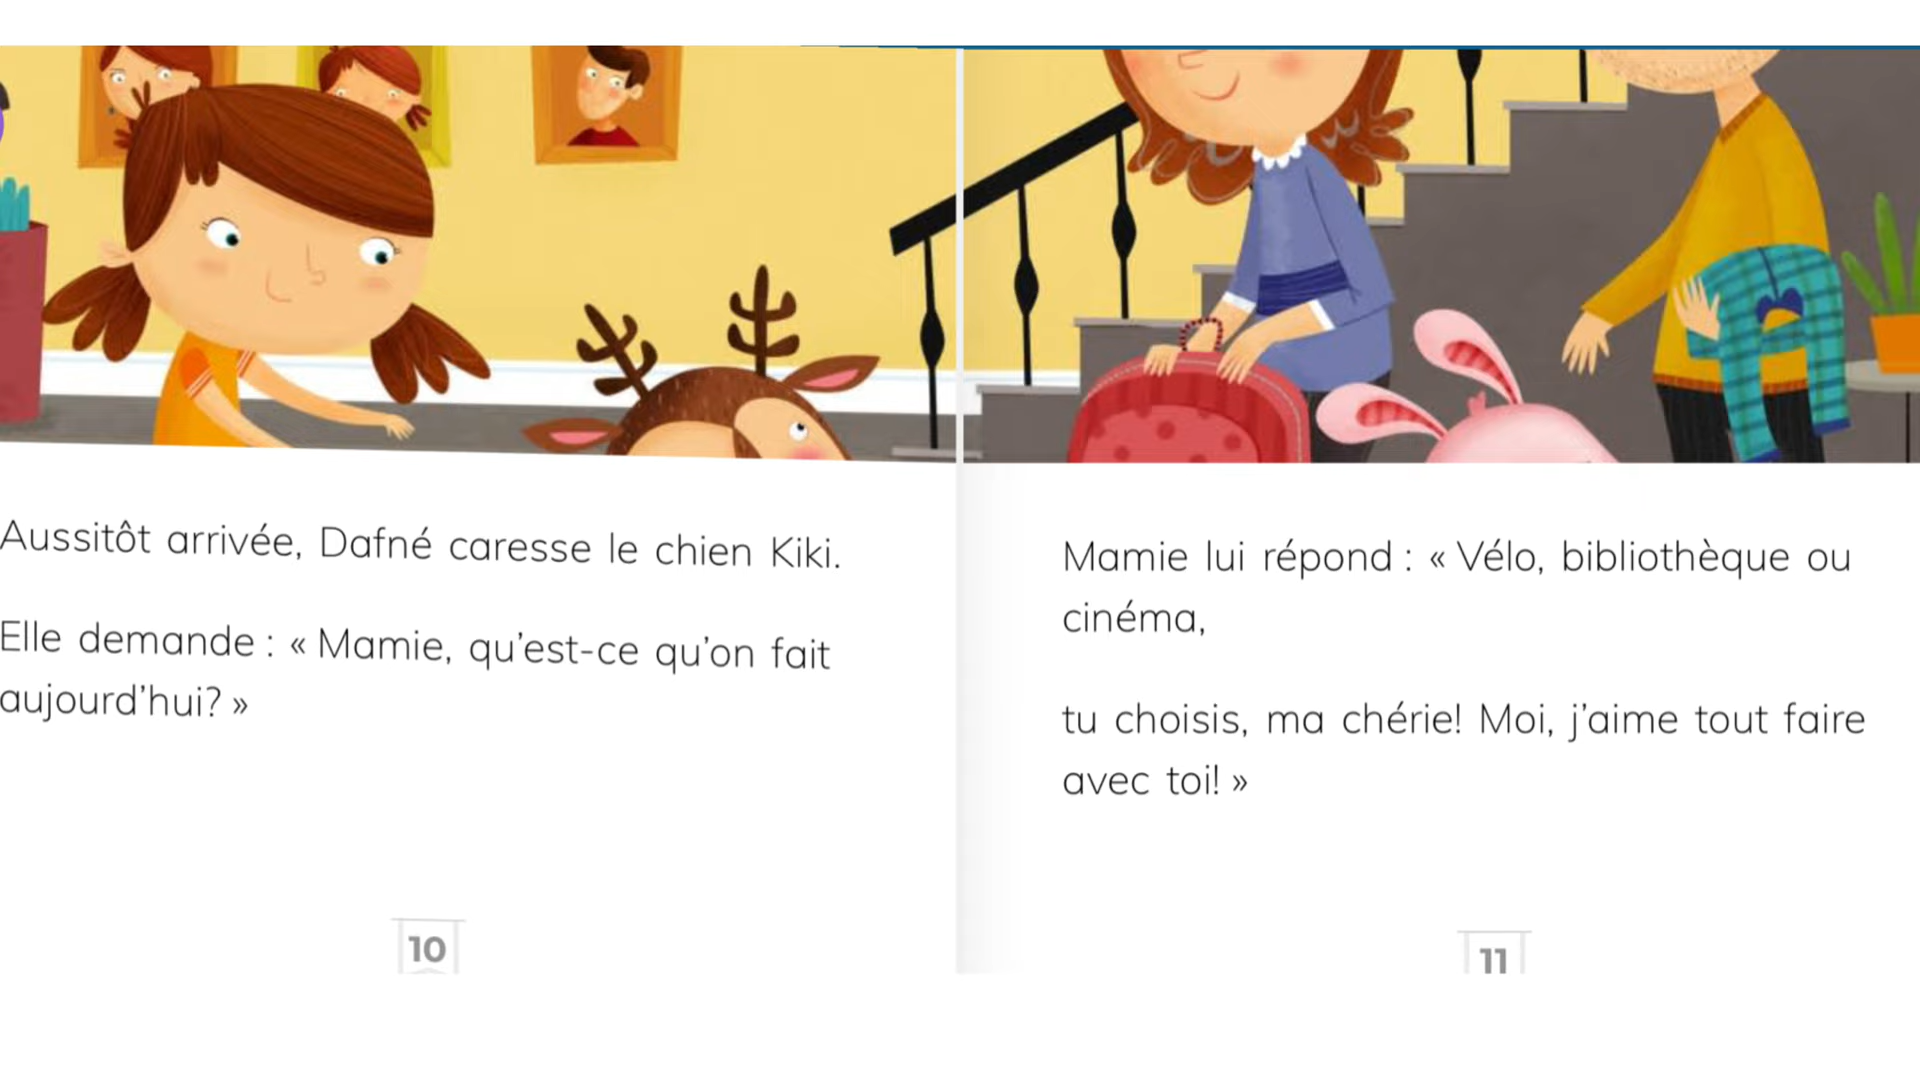 Aussitôt arrivée, Dafné caresse le chien Kiki.
Elle demande : « Mamie, qu'est-ce qu'on fait
aujourd'hui? »
10
Mamie lui répond : « Vélo, bibliothèque ou
cinéma,
tu choisis, ma chérie! Moi, j'aime tout faire
avec toi! »
11